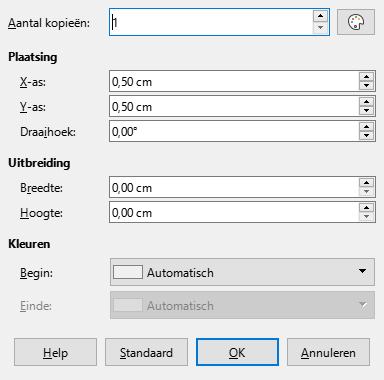 Aantal kopieën: 1
Plaatsing
X-as: 0,50 cm
Y-as: 0,50 cm
Draaihoek: 0,00°
Uitbreiding
Breedte: 0,00 cm
Hoogte: 0,00 cm
Kleuren
Begin: Automatisch
Einde: Automatisch
Help Standaard OK Annuleren